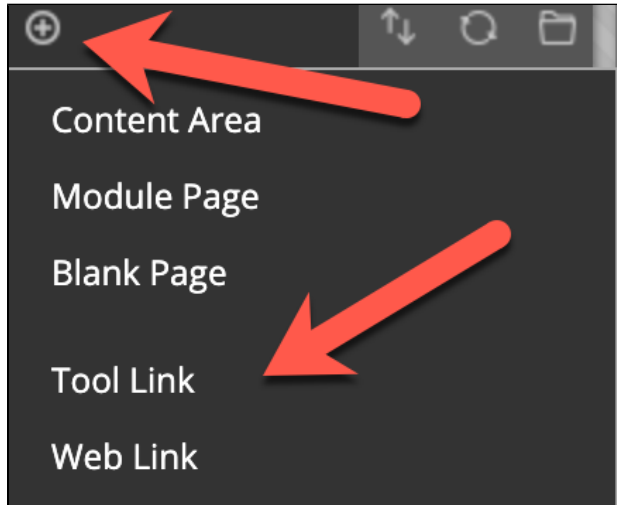 Content Area
Module Page
Blank Page
Tool Link
Web Link